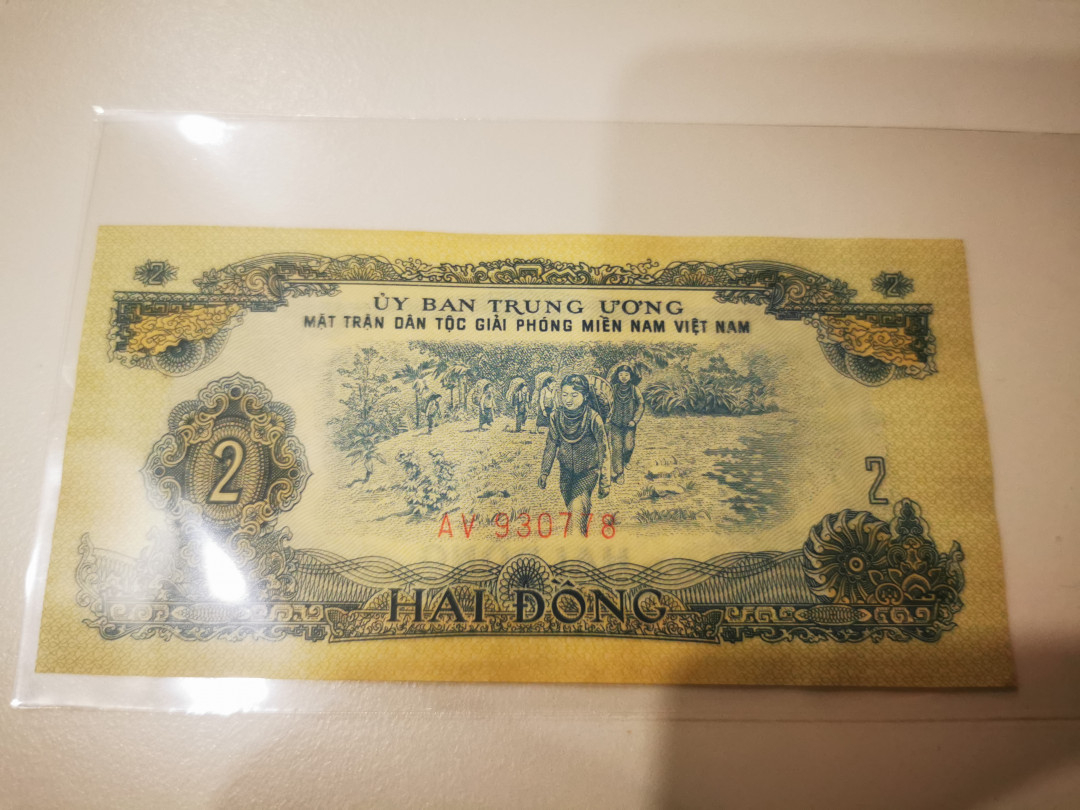 2 2
ỦY BAN TRUNG ƯƠNG
MẶT TRẬN DÂN TỘC GIẢI PHÓNG MIỀN NAM VIỆT NAM
2
2
AV 930778
HAI ĐỒNG